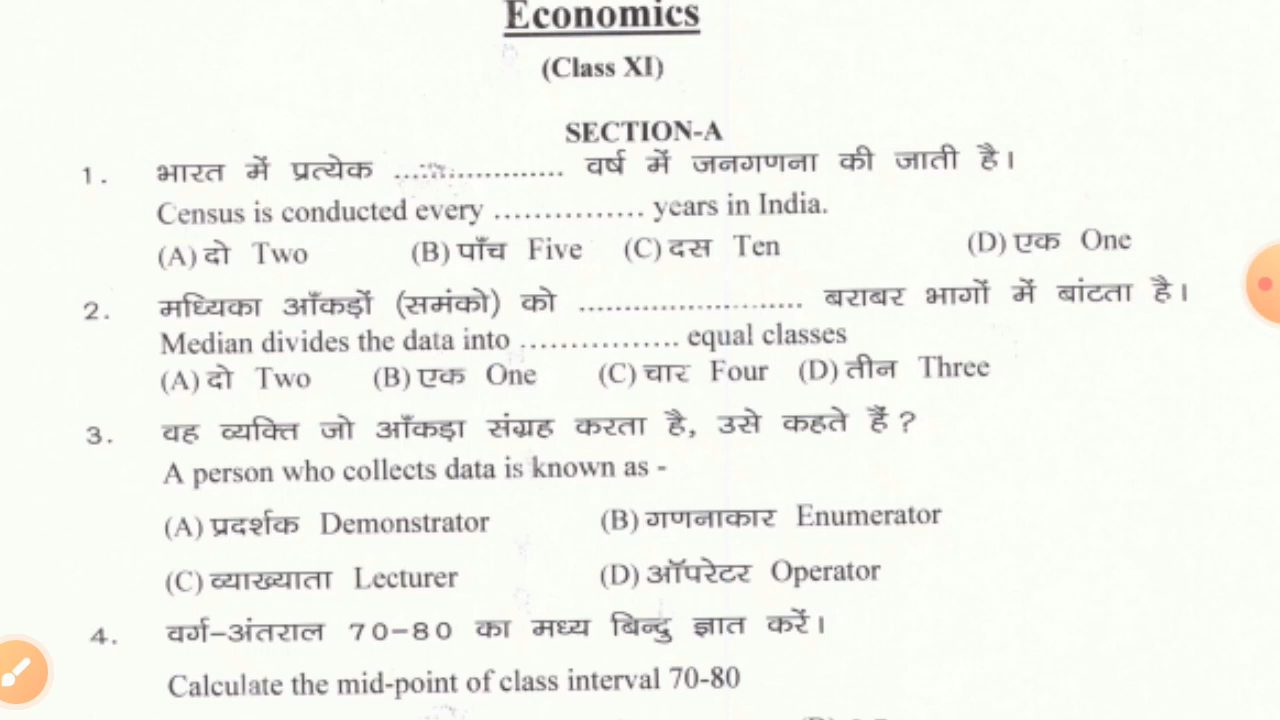 Economics
(Class XI)
SECTION-A
1. भारत में प्रत्येक ................... वर्ष में जनगणना की जाती है।
Census is conducted every ............... years in India.
(A) दो Two (B) पाँच Five (C) दस Ten (D) एक One
2. मध्यिका आँकड़ों (समंको) को ......................... बराबर भागों में बांटता है।
Median divides the data into ................ equal classes
(A) दो Two (B) एक One (C) चार Four (D) तीन Three
3. वह व्यक्ति जो आँकड़ा संग्रह करता है, उसे कहते हैं ?
A person who collects data is known as -
(A) प्रदर्शक Demonstrator (B) गणनाकार Enumerator
(C) व्याख्याता Lecturer (D) ऑपरेटर Operator
4. वर्ग-अंतराल 70-80 का मध्य बिन्दु ज्ञात करें।
Calculate the mid-point of class interval 70-80